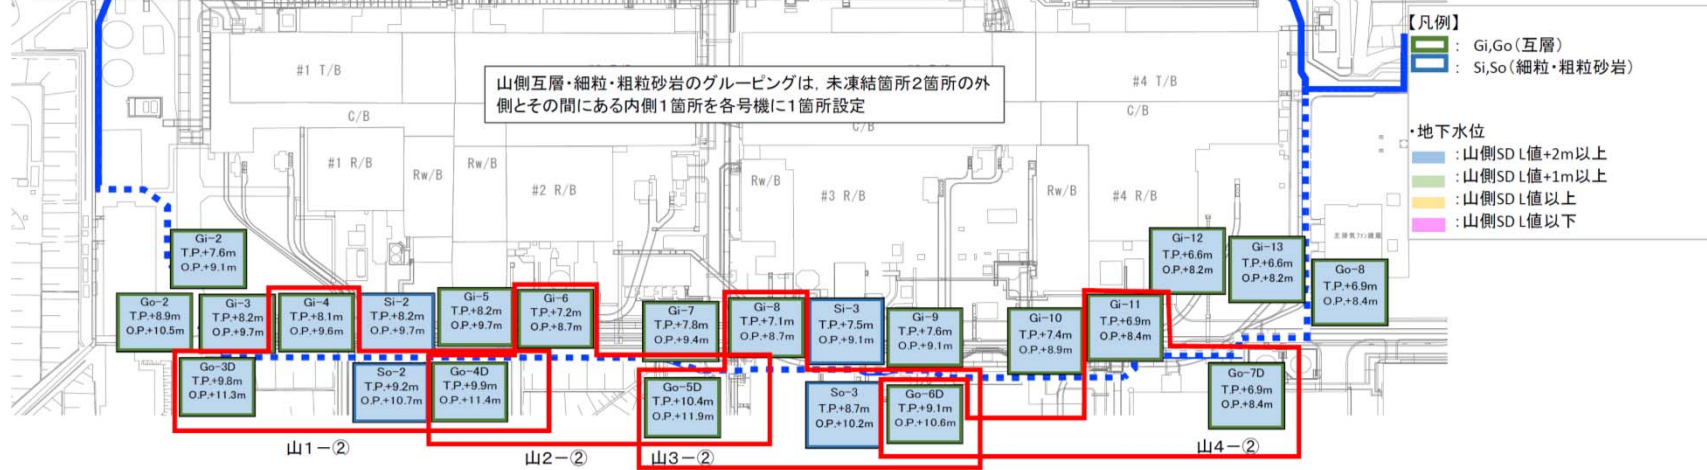 【凡例】
： Gi,Go（互層）
： Si,So（細粒・粗粒砂岩）
・地下水位
：山側SD L値+2m以上
：山側SD L値+1m以上
：山側SD L値以上
：山側SD L値以下
山側互層・細粒・粗粒砂岩のグルーピングは，未凍結箇所2箇所の外
側とその間にある内側1箇所を各号機に1箇所設定
#1 T/B
#4 T/B
C/B
C/B
C/B
#1 R/B
Rw/B
Rw/B
#2 R/B
Rw/B
#3 R/B
Rw/B
#4 R/B
Gi-2
T.P.+7.6m
O.P.+9.1m
Gi-12
T.P.+6.6m
O.P.+8.2m
Gi-13
T.P.+6.6m
O.P.+8.2m
Go-8
T.P.+6.9m
O.P.+8.4m
Go-2
T.P.+8.9m
O.P.+10.5m
Gi-3
T.P.+8.2m
O.P.+9.7m
Gi-4
T.P.+8.1m
O.P.+9.6m
Si-2
T.P.+8.2m
O.P.+9.7m
Gi-5
T.P.+8.2m
O.P.+9.7m
Gi-6
T.P.+7.2m
O.P.+8.7m
Gi-7
T.P.+7.8m
O.P.+9.4m
Gi-8
T.P.+7.1m
O.P.+8.7m
Si-3
T.P.+7.5m
O.P.+9.1m
Gi-9
T.P.+7.6m
O.P.+9.1m
Gi-10
T.P.+7.4m
O.P.+8.9m
Gi-11
T.P.+6.9m
O.P.+8.4m
Go-3D
T.P.+9.8m
O.P.+11.3m
So-2
T.P.+9.2m
O.P.+10.7m
Go-4D
T.P.+9.9m
O.P.+11.4m
Go-5D
T.P.+10.4m
O.P.+11.9m
So-3
T.P.+8.7m
O.P.+10.2m
Go-6D
T.P.+9.1m
O.P.+10.6m
Go-7D
T.P.+6.9m
O.P.+8.4m
山1－②
山2－②
山3－②
山4－②